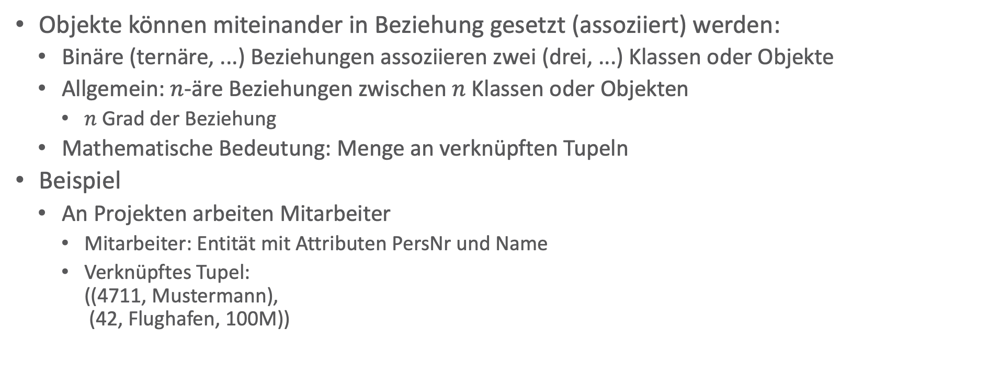 • Objekte können miteinander in Beziehung gesetzt (assoziiert) werden:
• Binäre (ternäre, ...) Beziehungen assoziieren zwei (drei, ...) Klassen oder Objekte
• Allgemein: n-äre Beziehungen zwischen n Klassen oder Objekten
• n Grad der Beziehung
• Mathematische Bedeutung: Menge an verknüpften Tupeln
• Beispiel
• An Projekten arbeiten Mitarbeiter
• Mitarbeiter: Entität mit Attributen PersNr und Name
• Verknüpftes Tupel:
((4711, Mustermann),
(42, Flughafen, 100M))